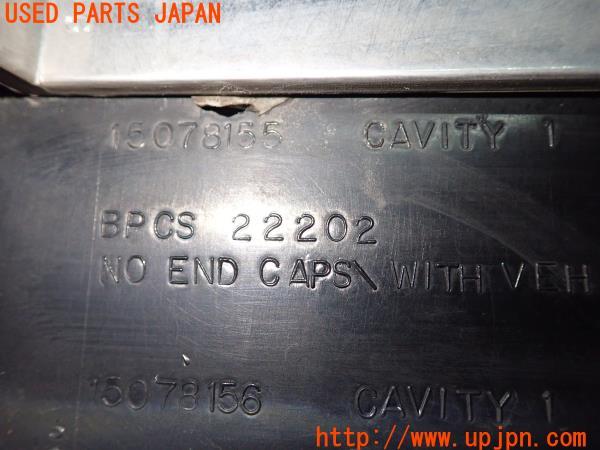 USED PARTS JAPAN
15078155 CAVITY 1
BPCS 22202
NO END CAPS\ WITH VEH
15078156 CAVITY 1
http://www.upjpn.com/